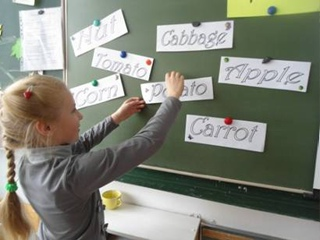 Nut
Cabbage
Tomato
Apple
Corn
Potato
Carrot